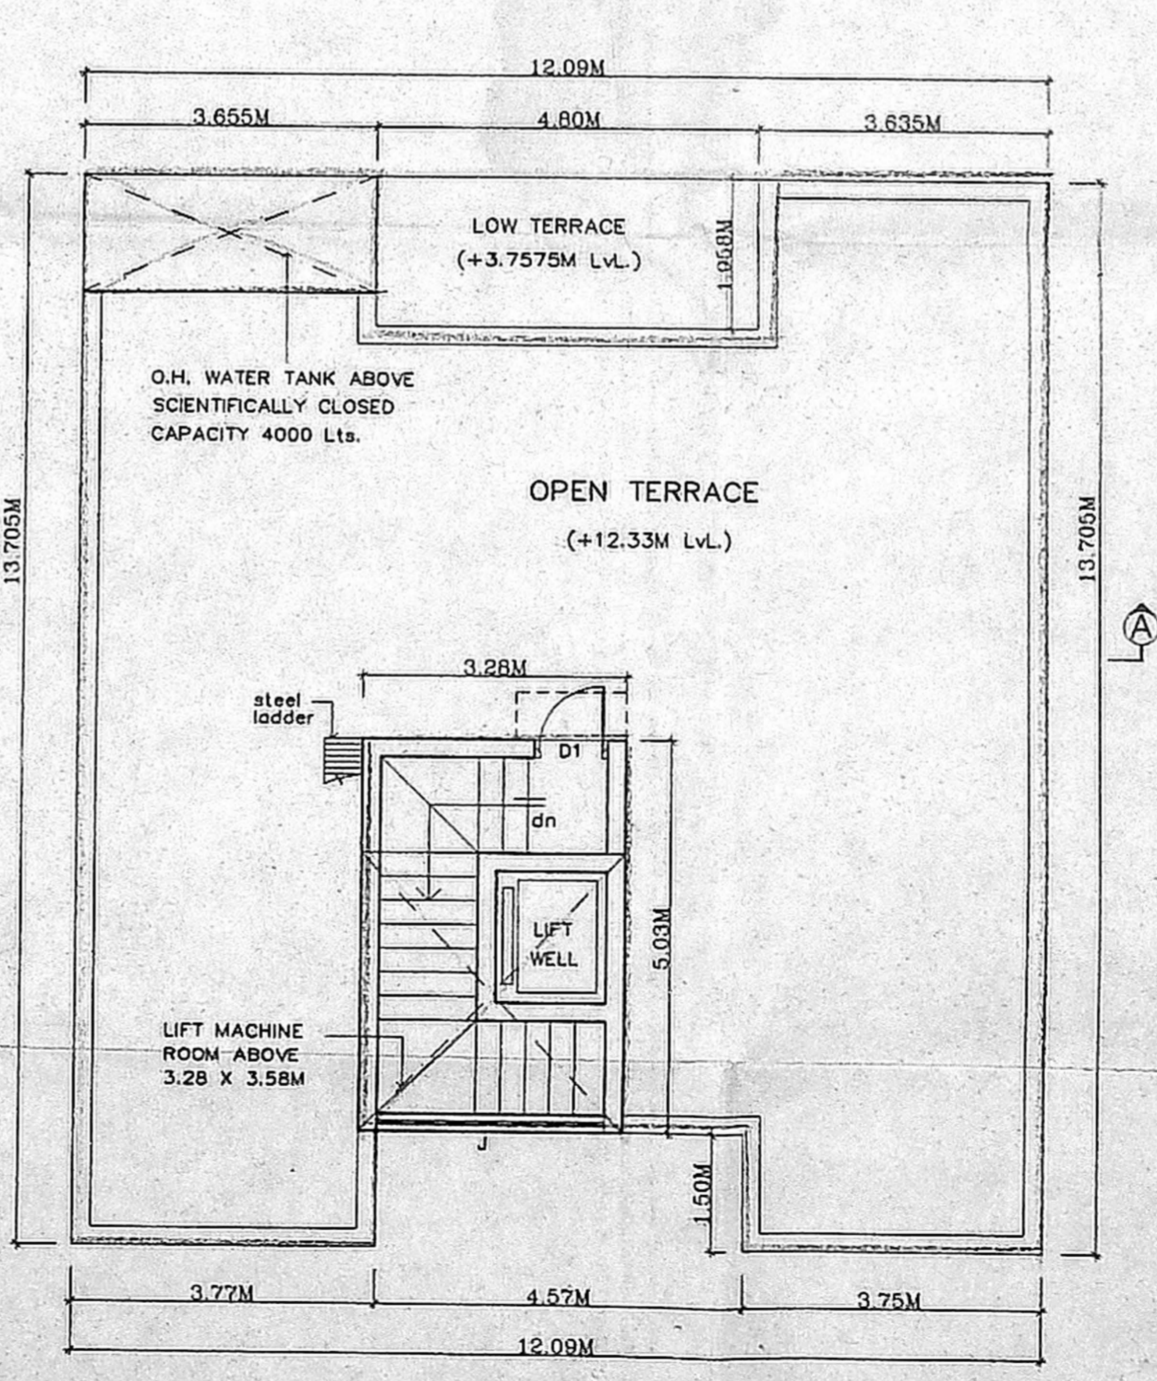 12.09M
3.655M
4.80M
3.635M
LOW TERRACE
(+3.7575M LvL.)
1.958M
O.H. WATER TANK ABOVE
SCIENTIFICALLY CLOSED
CAPACITY 4000 Lts.
OPEN TERRACE
(+12.33M LvL.)
13.705M
13.705M
A
3.28M
steel
ladder
D1
dn
LIFT
WELL
5.03M
LIFT MACHINE
ROOM ABOVE
3.28 X 3.58M
J
1.50M
3.77M
4.57M
3.75M
12.09M